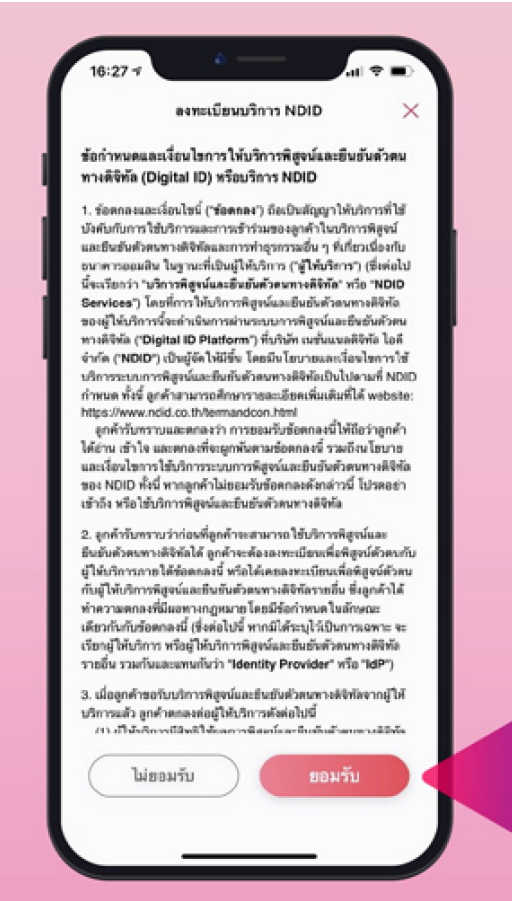 16:27
ลงทะเบียนบริการ NDID
ข้อกำหนดและเงื่อนไขการให้บริการพิสูจน์และยืนยันตัวตน
ทางดิจิทัล (Digital ID) หรือบริการ NDID
1. ข้อตกลงและเงื่อนไขนี้ ("ข้อตกลง") ถือเป็นสัญญาให้บริการที่ใช้
บังคับกับการใช้บริการและการเข้าร่วมของลูกค้าในบริการพิสูจน์
และยืนยันตัวตนทางดิจิทัลและการทำธุรกรรมอื่น ๆ ที่เกี่ยวเนื่องกับ
ธนาคารออมสิน ในฐานะที่เป็นผู้ให้บริการ ("ผู้ให้บริการ") (ซึ่งต่อไป
นี้จะเรียกว่า "บริการพิสูจน์และยืนยันตัวตนทางดิจิทัล" หรือ "NDID
Services") โดยที่การให้บริการพิสูจน์และยืนยันตัวตนทางดิจิทัล
ของผู้ให้บริการนี้จะดำเนินการผ่านระบบการพิสูจน์และยืนยันตัวตน
ทางดิจิทัล ("Digital ID Platform") ที่บริษัท เนชั่นแนลดิจิทัล ไอดี
จำกัด ("NDID") เป็นผู้จัดให้มีขึ้น โดยมีนโยบายและเงื่อนไขการใช้
บริการระบบการพิสูจน์และยืนยันตัวตนทางดิจิทัลเป็นไปตามที่ NDID
กำหนด ทั้งนี้ ลูกค้าสามารถศึกษารายละเอียดเพิ่มเติมที่ได้ website:
https://www.ndid.co.th/termandcon.html
ลูกค้ารับทราบและตกลงว่า การยอมรับข้อตกลงนี้ให้ถือว่าลูกค้า
ได้อ่าน เข้าใจ และตกลงที่จะผูกพันตามข้อตกลงนี้ รวมถึงนโยบาย
และเงื่อนไขการใช้บริการระบบการพิสูจน์และยืนยันตัวตนทางดิจิทัล
ของ NDID ทั้งนี้ หากลูกค้าไม่ยอมรับข้อตกลงดังกล่าวนี้ โปรดอย่า
เข้าถึง หรือใช้บริการพิสูจน์และยืนยันตัวตนทางดิจิทัล
2. ลูกค้ารับทราบว่าก่อนที่ลูกค้าจะสามารถใช้บริการพิสูจน์และ
ยืนยันตัวตนทางดิจิทัลได้ ลูกค้าจะต้องลงทะเบียนเพื่อพิสูจน์ตัวตนกับ
ผู้ให้บริการภายใต้ข้อตกลงนี้ หรือได้เคยลงทะเบียนเพื่อพิสูจน์ตัวตน
กับผู้ให้บริการพิสูจน์และยืนยันตัวตนทางดิจิทัลรายอื่น ซึ่งลูกค้าได้
ทำความตกลงที่มีผลทางกฎหมายโดยมีข้อกำหนดในลักษณะ
เดียวกันกับข้อตกลงนี้ (ซึ่งต่อไปนี้ หากมิได้ระบุไว้เป็นการเฉพาะ จะ
เรียกผู้ให้บริการ หรือผู้ให้บริการพิสูจน์และยืนยันตัวตนทางดิจิทัล
รายอื่น รวมกันและแทนกันว่า "Identity Provider" หรือ "IdP")
3. เมื่อลูกค้าขอรับบริการพิสูจน์และยืนยันตัวตนทางดิจิทัลจากผู้ให้
บริการแล้ว ลูกค้าตกลงต่อผู้ให้บริการดังต่อไปนี้
(1) ผู้ให้บริการมีสิทธิใช้ผลการพิสูจน์และยืนยันตัวตนทางดิจิทัล
ไม่ยอมรับ
ยอมรับ